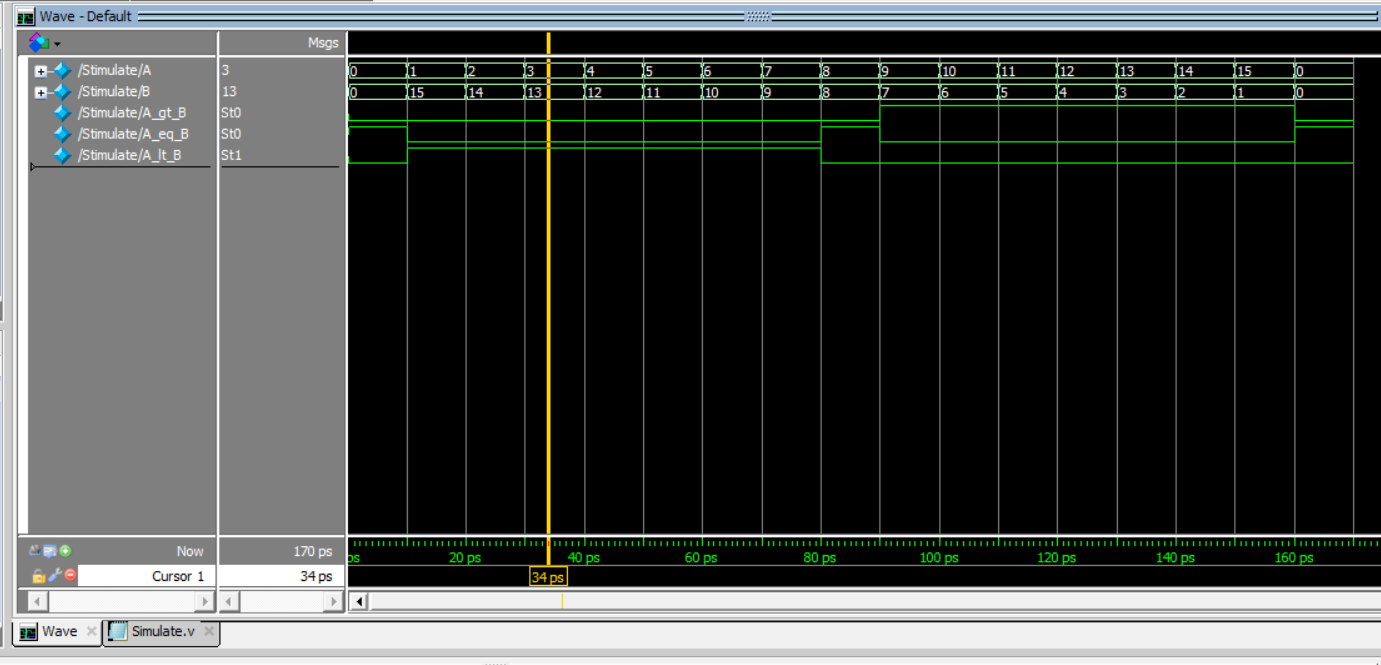 Wave - Default
Msgs
/Stimulate/A 3 0 1 2 3 4 5 6 7 8 9 10 11 12 13 14 15 0
/Stimulate/B 13 0 15 14 13 12 11 10 9 8 7 6 5 4 3 2 1 0
/Stimulate/A_gt_B St0
/Stimulate/A_eq_B St0
/Stimulate/A_lt_B St1
Now 170 ps ps 20 ps 40 ps 60 ps 80 ps 100 ps 120 ps 140 ps 160 ps
Cursor 1 34 ps 34 ps
Wave Simulate.v